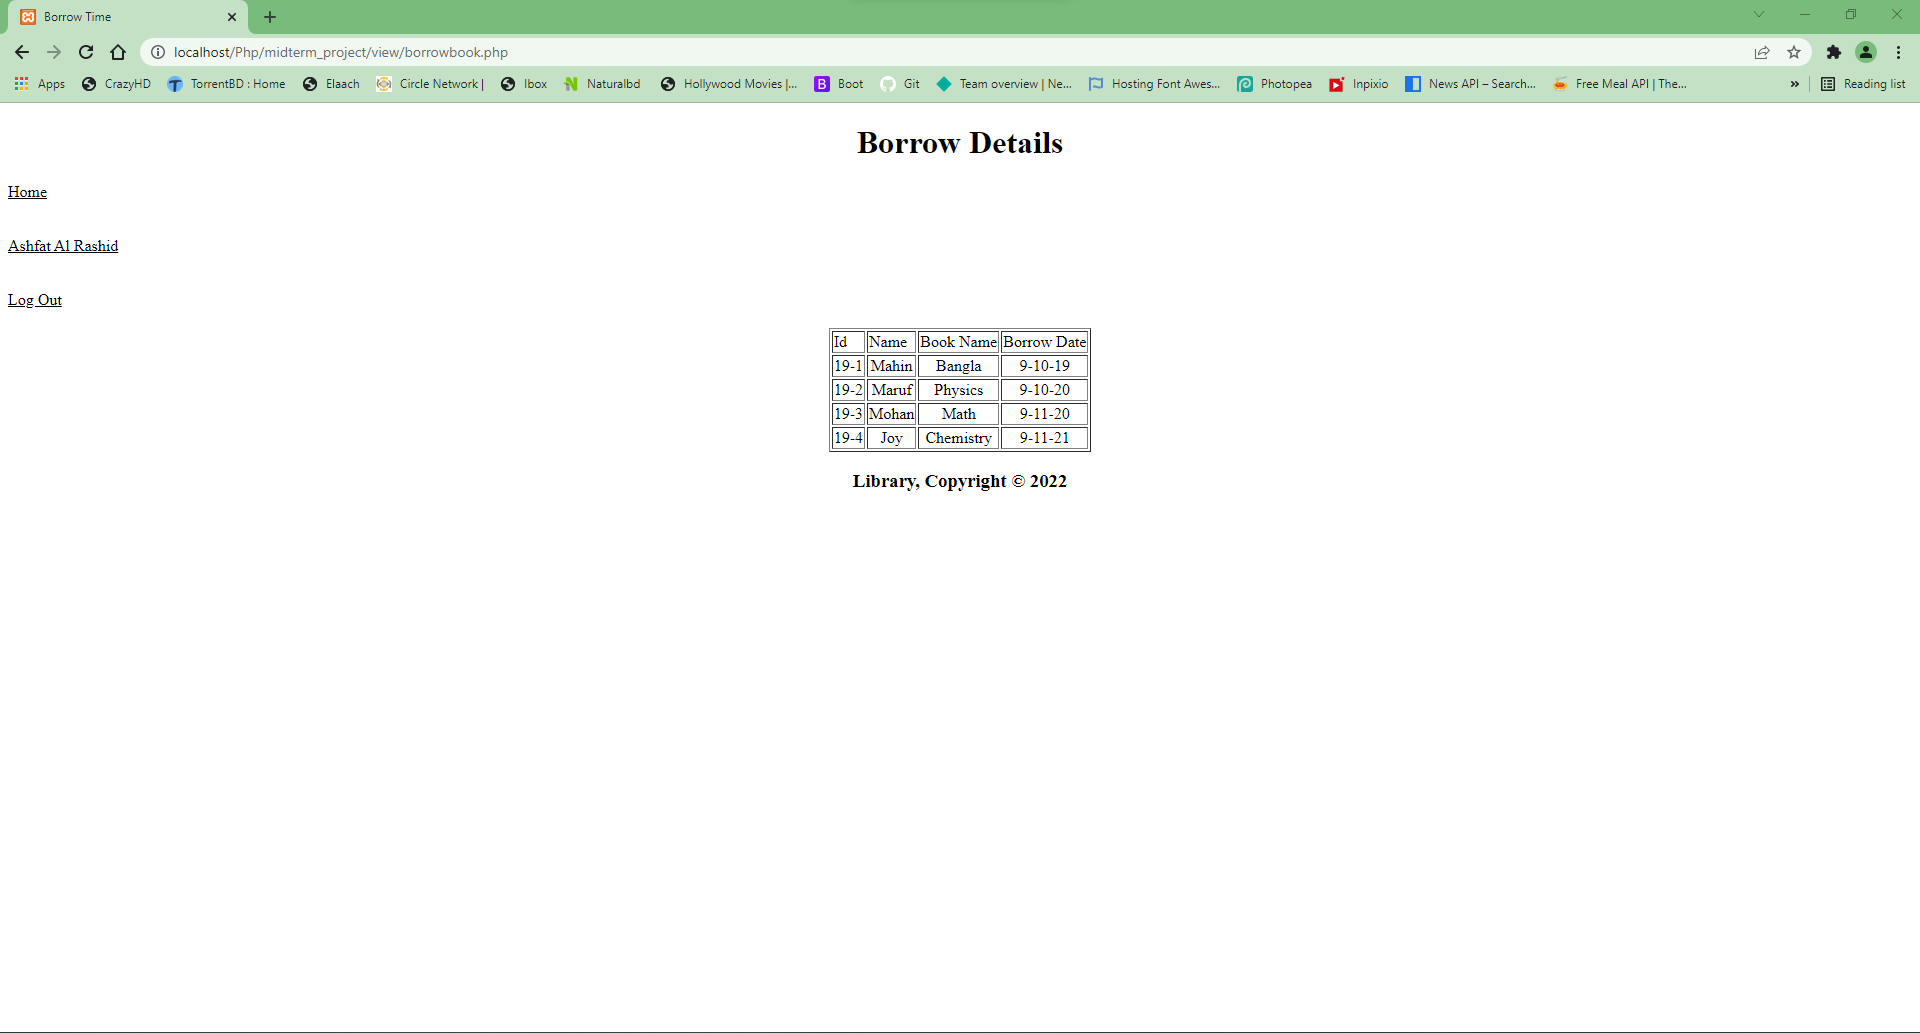 Borrow Time
localhost/Php/midterm_project/view/borrowbook.php
Apps CrazyHD TorrentBD : Home Elaach Circle Network | Ibox Naturalbd Hollywood Movies |... Boot Git Team overview | Ne... Hosting Font Awes... Photopea Inpixio News API – Search... Free Meal API | The... » Reading list
Borrow Details
Home
Ashfat Al Rashid
Log Out
Id Name Book Name Borrow Date
19-1 Mahin Bangla 9-10-19
19-2 Maruf Physics 9-10-20
19-3 Mohan Math 9-11-20
19-4 Joy Chemistry 9-11-21
Library, Copyright © 2022